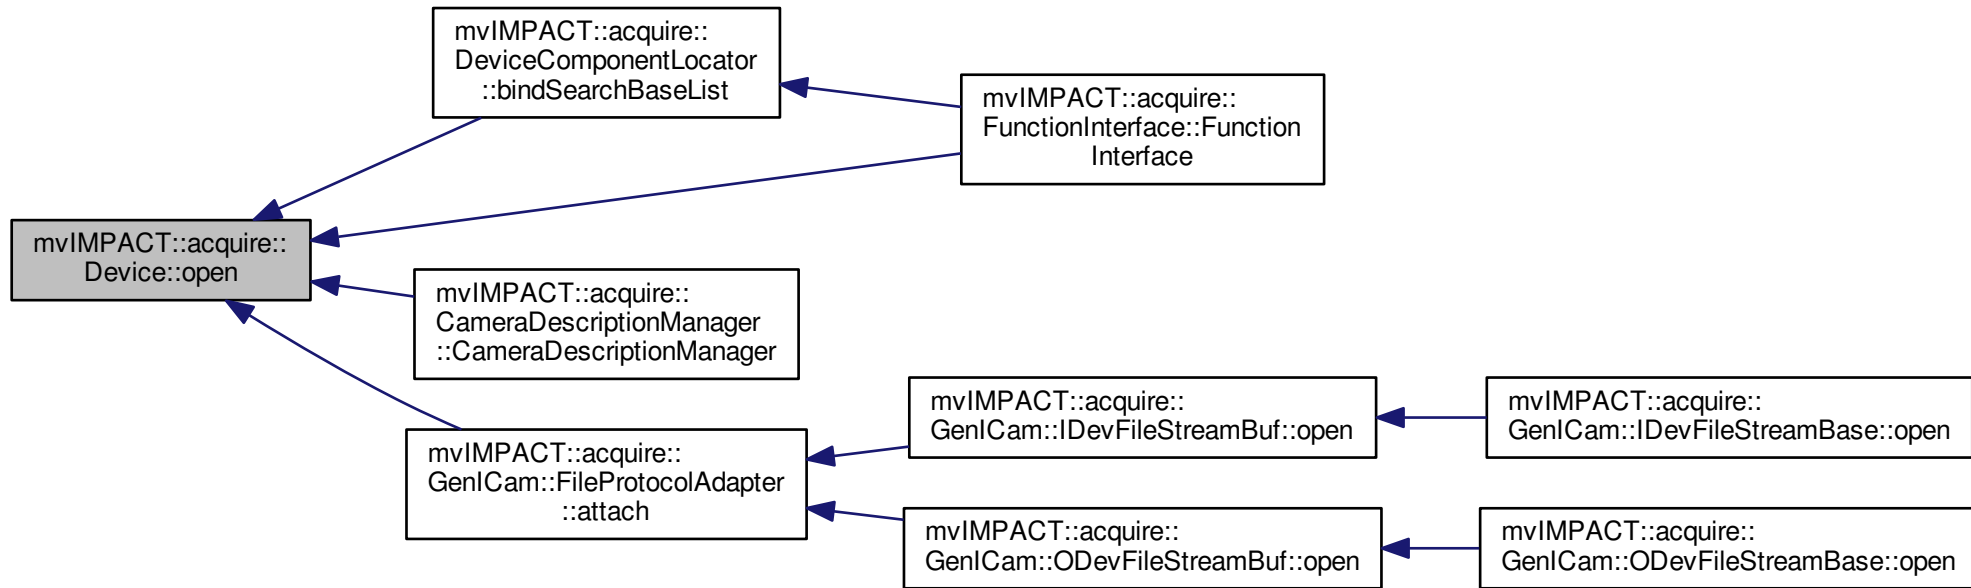 mvIMPACT::acquire::
DeviceComponentLocator
::bindSearchBaseList
mvIMPACT::acquire::
FunctionInterface::Function
Interface
mvIMPACT::acquire::
Device::open
mvIMPACT::acquire::
CameraDescriptionManager
::CameraDescriptionManager
mvIMPACT::acquire::
GenICam::FileProtocolAdapter
::attach
mvIMPACT::acquire::
GenICam::IDevFileStreamBuf::open
mvIMPACT::acquire::
GenICam::IDevFileStreamBase::open
mvIMPACT::acquire::
GenICam::ODevFileStreamBuf::open
mvIMPACT::acquire::
GenICam::ODevFileStreamBase::open